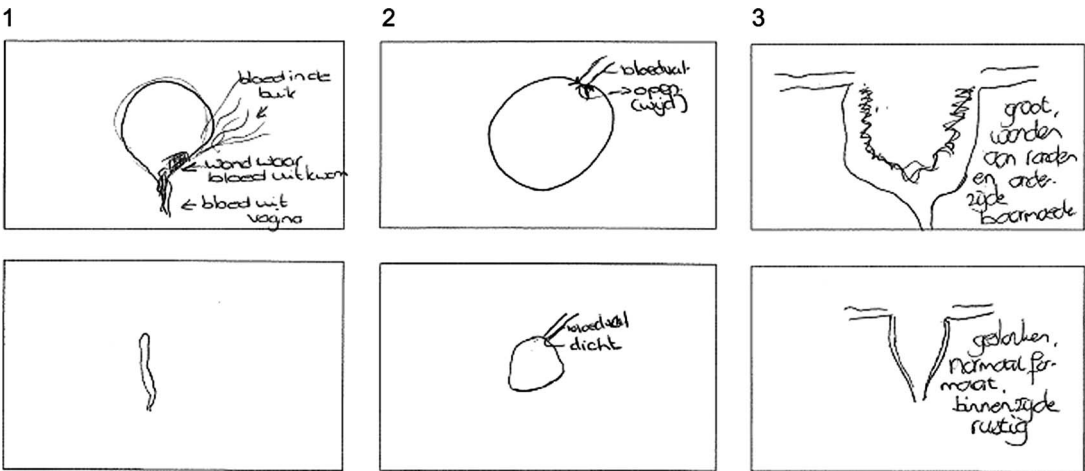 1
2
3
bloed in de
buik
wond waar
bloed uit kwam
bloed uit
vagina
bloedvat
open
(wijd)
groot,
wonden
aan randen
en onder-
zijde
baarmoeder
bloedvat
dicht
geslonken,
normaal for-
maat,
binnenzijde
rustig